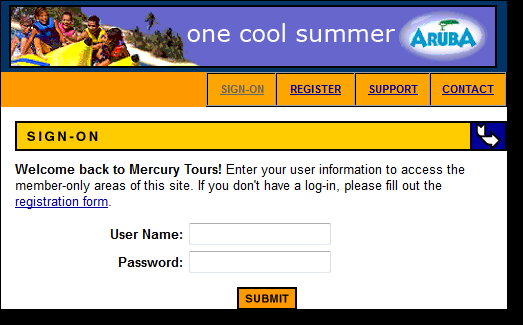 one cool summer ARUBA
SIGN-ON REGISTER SUPPORT CONTACT
SIGN-ON
Welcome back to Mercury Tours! Enter your user information to access the
member-only areas of this site. If you don't have a log-in, please fill out the
registration form.
User Name:
Password:
SUBMIT